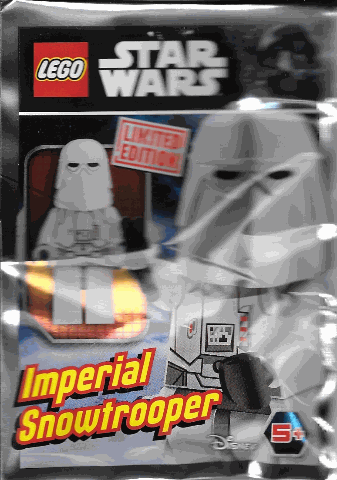 LEGO
STAR
WARS
LIMITED
EDITION!
Imperial
Snowtrooper
Disney
5+